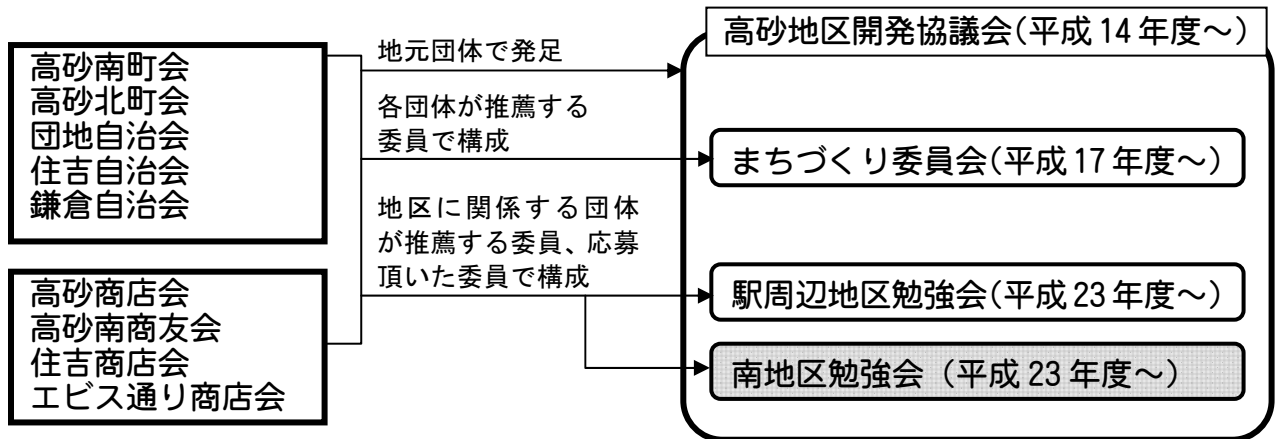 高砂南町会
高砂北町会
団地自治会
住吉自治会
鎌倉自治会
高砂商店会
高砂南商友会
住吉商店会
エビス通り商店会
地元団体で発足
各団体が推薦する
委員で構成
地区に関係する団体
が推薦する委員、応募
頂いた委員で構成
高砂地区開発協議会(平成14年度～)
まちづくり委員会(平成17年度～)
駅周辺地区勉強会(平成23年度～)
南地区勉強会（平成23年度～）